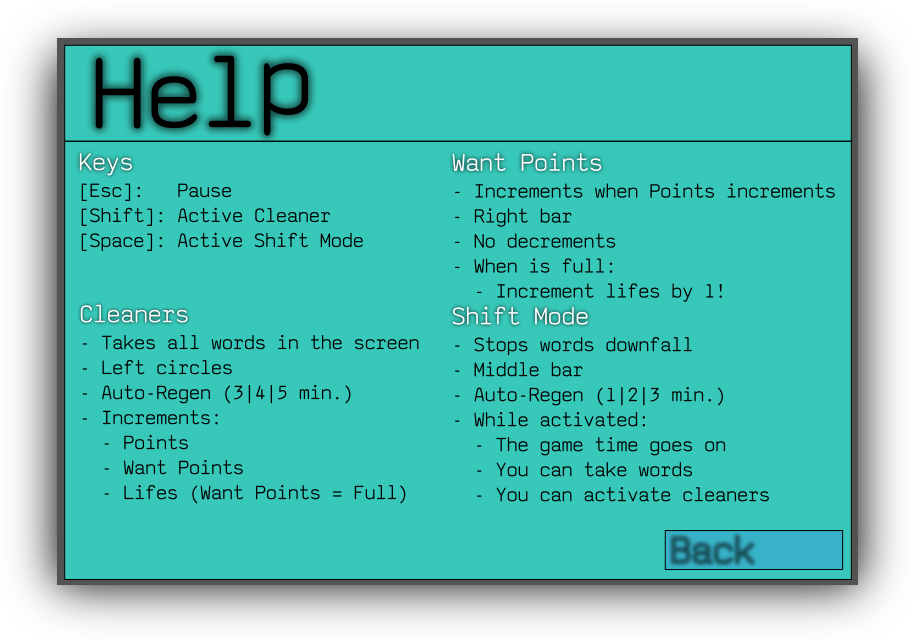 Help
Keys
[Esc]:   Pause
[Shift]: Active Cleaner
[Space]: Active Shift Mode
Cleaners
- Takes all words in the screen
- Left circles
- Auto-Regen (3|4|5 min.)
- Increments:
  - Points
  - Want Points
  - Lifes (Want Points = Full)
Want Points
- Increments when Points increments
- Right bar
- No decrements
- When is full:
  - Increment lifes by 1!
Shift Mode
- Stops words downfall
- Middle bar
- Auto-Regen (1|2|3 min.)
- While activated:
  - The game time goes on
  - You can take words
  - You can activate cleaners
Back